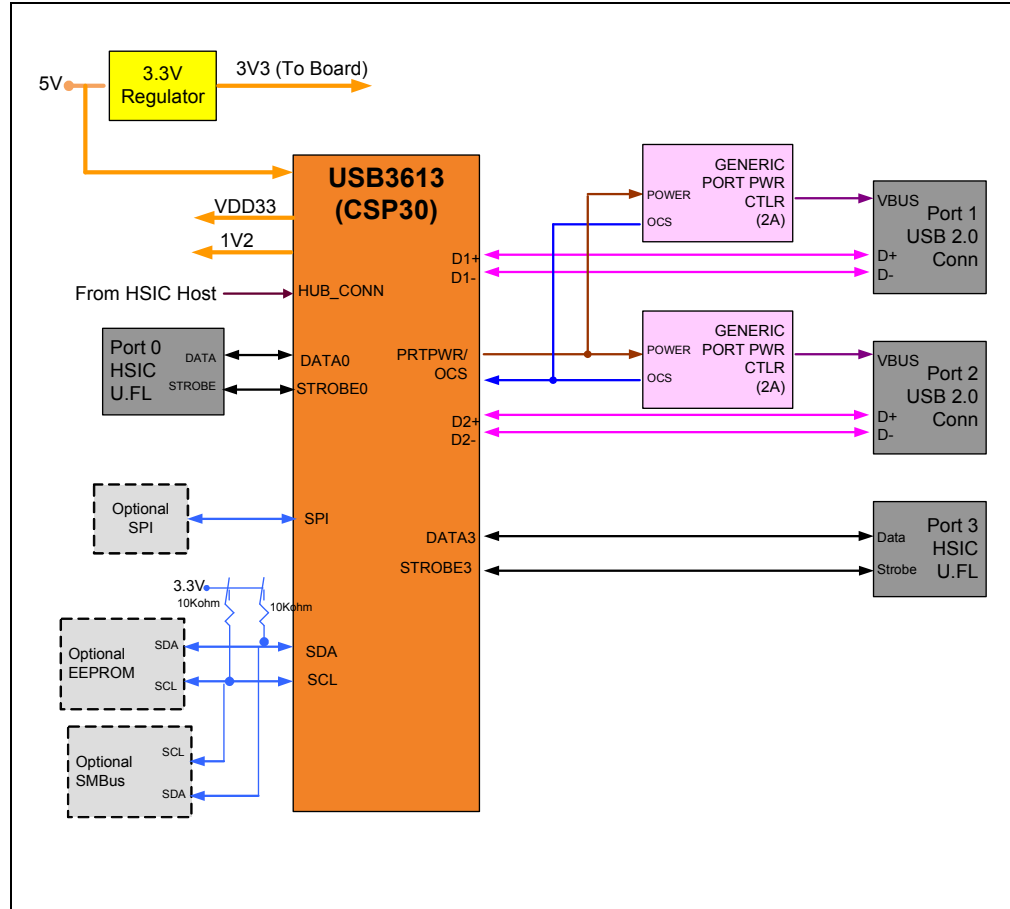 5V
3.3V
Regulator
3V3 (To Board)
USB3613
(CSP30)
VDD33
1V2
From HSIC Host
HUB_CONN
Port 0
HSIC
U.FL
DATA
STROBE
DATA0
STROBE0
Optional
SPI
SPI
3.3V
10Kohm
10Kohm
Optional
EEPROM
SDA
SCL
SDA
SCL
Optional
SMBus
SCL
SDA
D1+
D1-
PRTPWR/
OCS
D2+
D2-
DATA3
STROBE3
GENERIC
PORT PWR
CTLR
(2A)
POWER
OCS
VBUS
Port 1
USB 2.0
Conn
D+
D-
GENERIC
PORT PWR
CTLR
(2A)
POWER
OCS
VBUS
Port 2
USB 2.0
Conn
D+
D-
Data
Strobe
Port 3
HSIC
U.FL